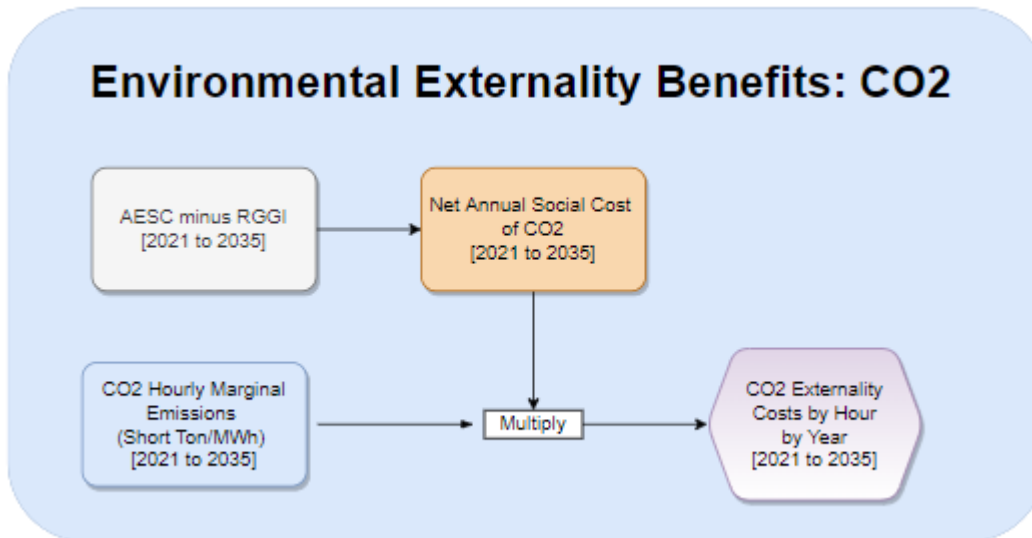 Environmental Externality Benefits: CO2
AESC minus RGGI
[2021 to 2035]
Net Annual Social Cost
of CO2
[2021 to 2035]
CO2 Hourly Marginal
Emissions
(Short Ton/MWh)
[2021 to 2035]
Multiply
CO2 Externality
Costs by Hour
by Year
[2021 to 2035]